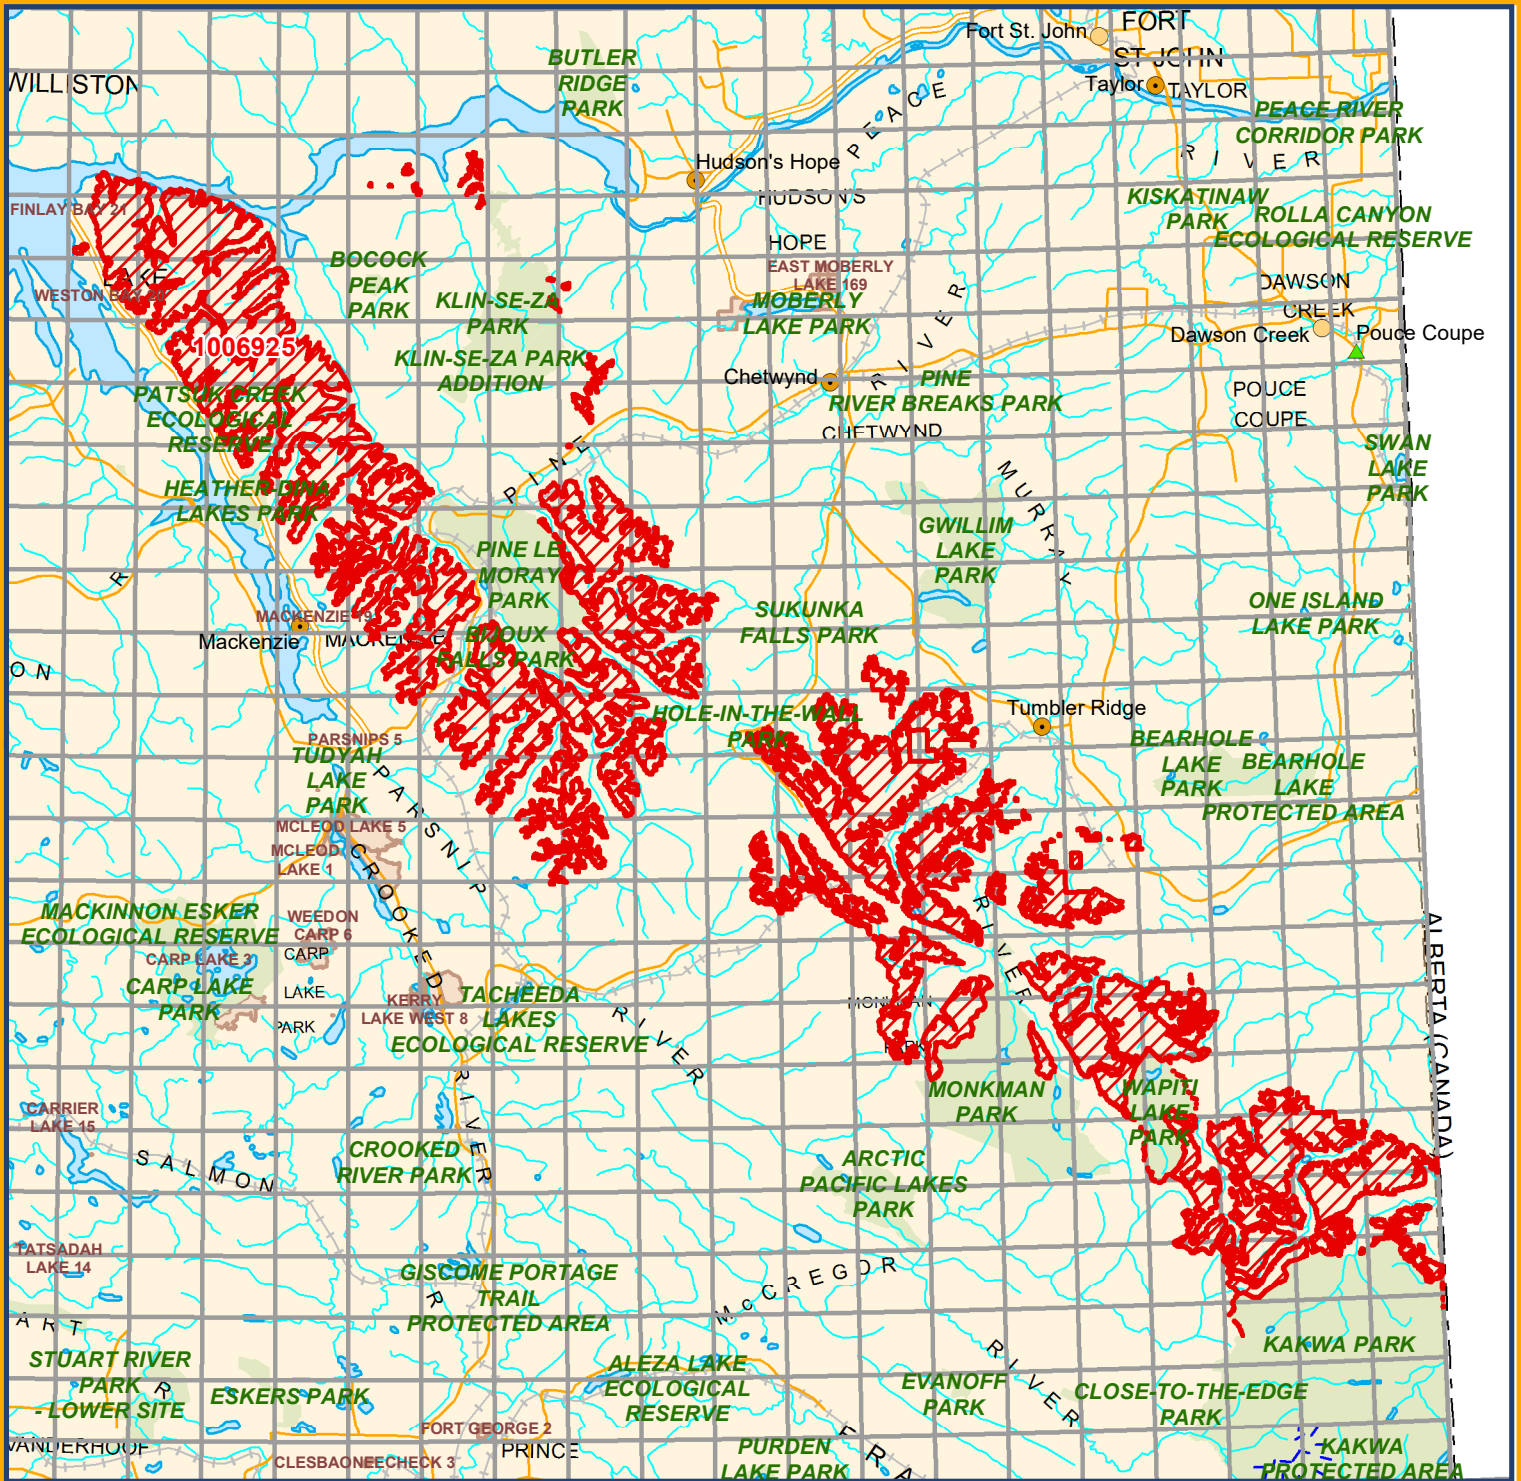 FORT
ST JOHN
Fort St. John
Taylor
TAYLOR
WILLISTON
BUTLER
RIDGE
PARK
PEACE
RIVER
PEACE RIVER
CORRIDOR PARK
Hudson's Hope
HUDSON'S
HOPE
KISKATINAW
PARK
ROLLA CANYON
ECOLOGICAL RESERVE
FINLAY BAY 21
LAKE
WESTON BAY
BOCOCK
PEAK
PARK
KLIN-SE-ZA
PARK
KLIN-SE-ZA PARK
ADDITION
EAST MOBERLY
LAKE 169
MOBERLY
LAKE PARK
DAWSON
CREEK
Dawson Creek
Pouce Coupe
POUCE
COUPE
1006925
PATSUK CREEK
ECOLOGICAL
RESERVE
Chetwynd
CHETWYND
PINE
RIVER BREAKS PARK
PINE
RIVER
SWAN
LAKE
PARK
HEATHER-DINA
LAKES PARK
MURRAY
RIVER
GWILLIM
LAKE
PARK
PINE LE
MORAY
PARK
R
MACKENZIE 19
Mackenzie
MACKENZIE
BIJOUX
FALLS PARK
SUKUNKA
FALLS PARK
ONE ISLAND
LAKE PARK
ON
HOLE-IN-THE-WALL
PARK
Tumbler Ridge
PARSNIPS 5
TUDYAH
LAKE
PARK
BEARHOLE
LAKE
PARK
BEARHOLE
LAKE
PROTECTED AREA
PARSNIP
RIVER
MCLEOD LAKE 5
MCLEOD
LAKE 1
CROOKED
RIVER
MACKINNON ESKER
ECOLOGICAL RESERVE
WEEDON
CARP 6
CARP
LAKE
PARK
CARP LAKE 3
CARP LAKE
PARK
KERRY
LAKE WEST 8
TACHEEDA
LAKES
ECOLOGICAL RESERVE
MONKMAN
PARK
MONKMAN
PARK
WAPITI
LAKE
PARK
ALBERTA (CANADA)
CARRIER
LAKE 15
SALMON
CROOKED
RIVER PARK
ARCTIC
PACIFIC LAKES
PARK
TATSADAH
LAKE 14
GISCOME PORTAGE
TRAIL
PROTECTED AREA
R
McGREGOR
RIVER
ART
STUART RIVER
PARK
- LOWER SITE
R
ESKERS PARK
ALEZA LAKE
ECOLOGICAL
RESERVE
EVANOFF
PARK
CLOSE-TO-THE-EDGE
PARK
KAKWA PARK
VANDERHOOF
FORT GEORGE 2
PRINCE
PURDEN
LAKE PARK
FRA
KAKWA
PROTECTED AREA